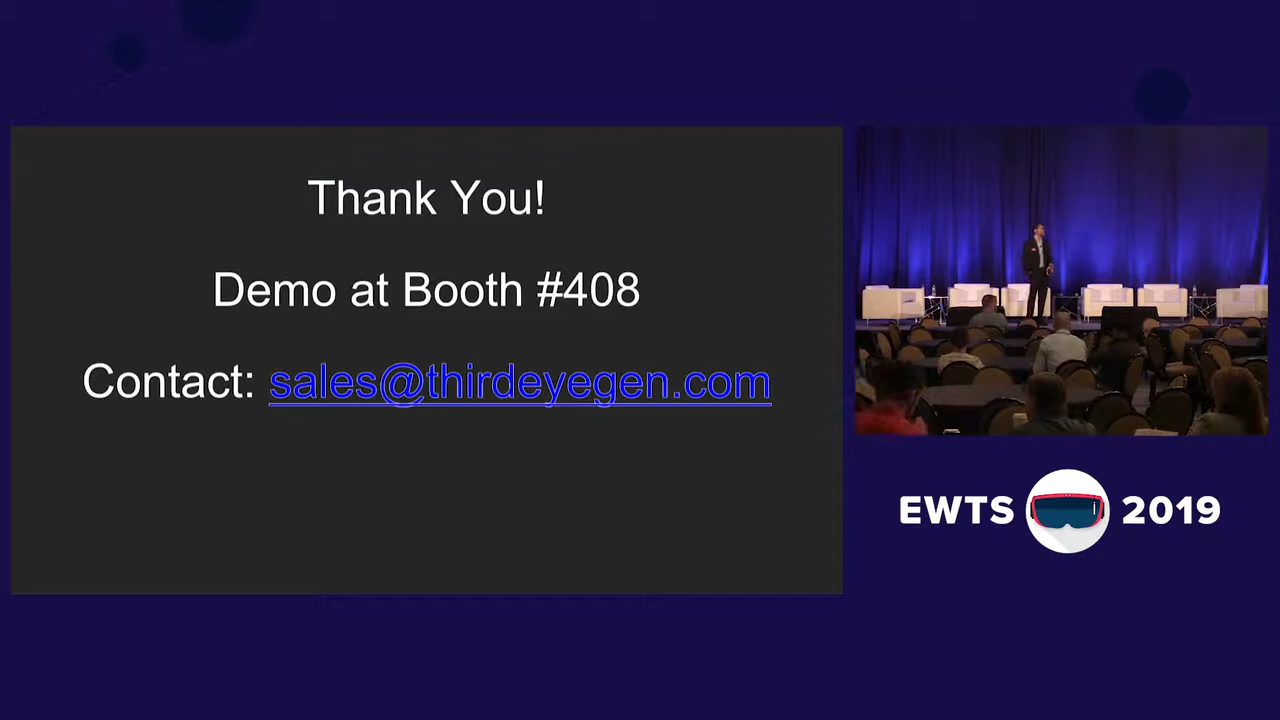 Thank You!
Demo at Booth #408
Contact: sales@thirdeyegen.com
EWTS 2019